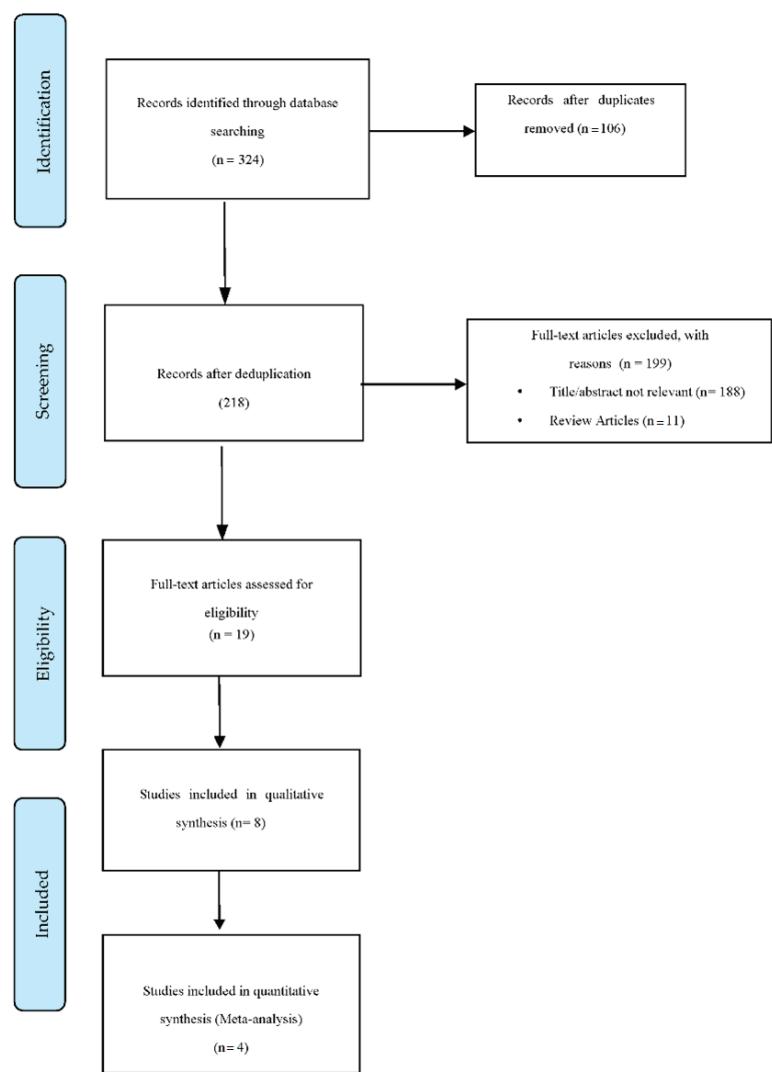 Identification
Records identified through database
searching
(n = 324)
Records after duplicates
removed (n = 106)
Screening
Records after deduplication
(218)
Full-text articles excluded, with
reasons (n = 199)
• Title/abstract not relevant (n= 188)
• Review Articles (n = 11)
Eligibility
Full-text articles assessed for
eligibility
(n = 19)
Included
Studies included in qualitative
synthesis (n= 8)
Studies included in quantitative
synthesis (Meta-analysis)
(n= 4)